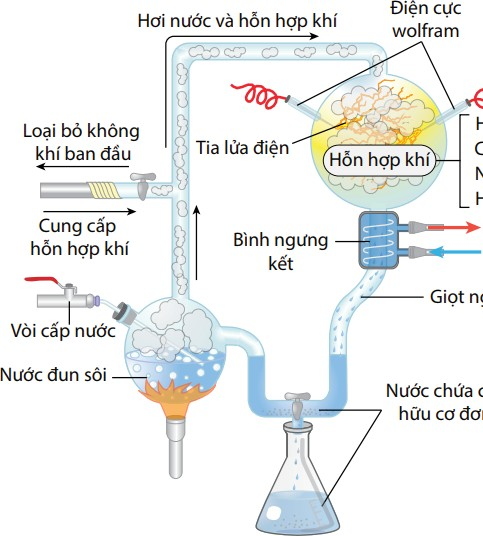 Hơi nước và hỗn hợp khí
Điện cực
wolfram
Loại bỏ không
khí ban đầu
Tia lửa điện
Hỗn hợp khí
H
C
N
H
Cung cấp
hỗn hợp khí
Bình ngưng
kết
Vòi cấp nước
Giọt
Nước đun sôi
Nước chứa
hữu cơ đơn